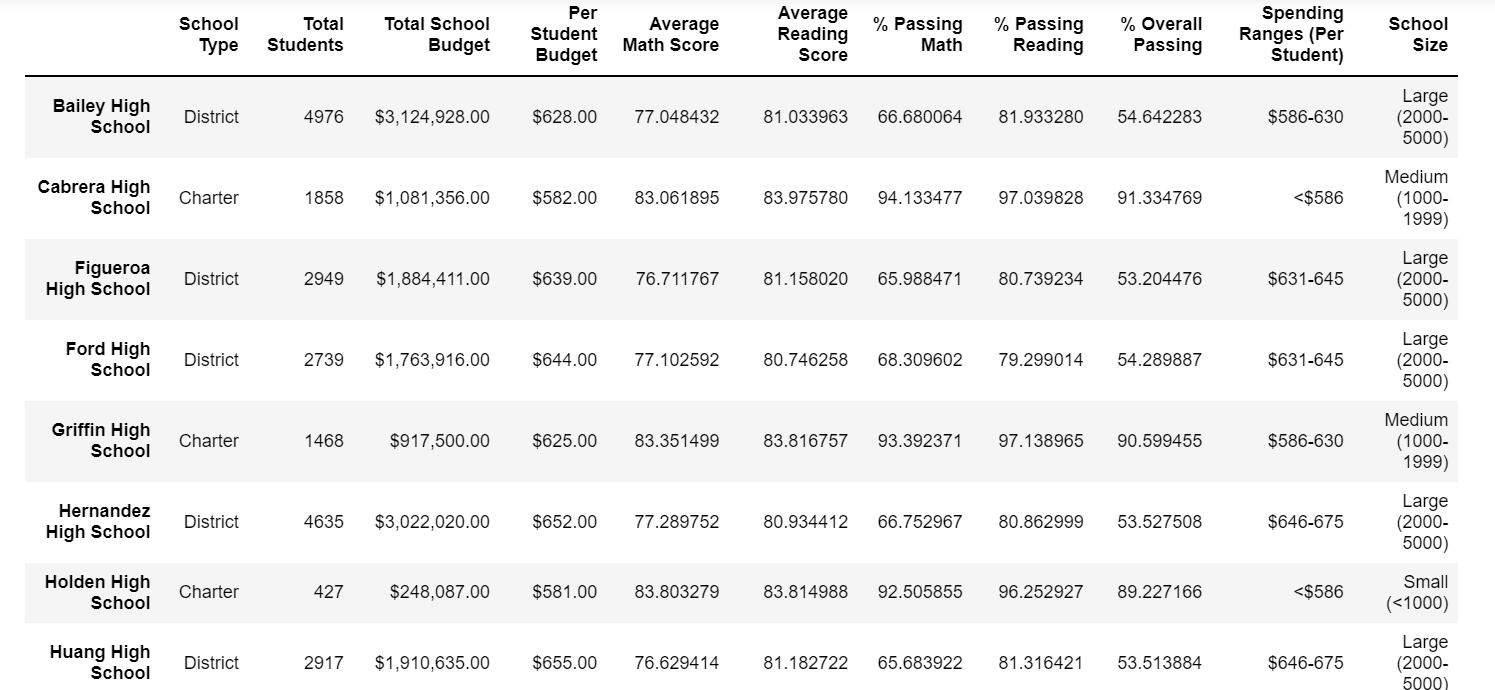 School Type Total Students Total School Budget Per Student Budget Average Math Score Average Reading Score % Passing Math % Passing Reading % Overall Passing Spending Ranges (Per Student) School Size
Bailey High School District 4976 $3,124,928.00 $628.00 77.048432 81.033963 66.680064 81.933280 54.642283 $586-630 Large (2000-5000)
Cabrera High School Charter 1858 $1,081,356.00 $582.00 83.061895 83.975780 94.133477 97.039828 91.334769 <$586 Medium (1000-1999)
Figueroa High School District 2949 $1,884,411.00 $639.00 76.711767 81.158020 65.988471 80.739234 53.204476 $631-645 Large (2000-5000)
Ford High School District 2739 $1,763,916.00 $644.00 77.102592 80.746258 68.309602 79.299014 54.289887 $631-645 Large (2000-5000)
Griffin High School Charter 1468 $917,500.00 $625.00 83.351499 83.816757 93.392371 97.138965 90.599455 $586-630 Medium (1000-1999)
Hernandez High School District 4635 $3,022,020.00 $652.00 77.289752 80.934412 66.752967 80.862999 53.527508 $646-675 Large (2000-5000)
Holden High School Charter 427 $248,087.00 $581.00 83.803279 83.814988 92.505855 96.252927 89.227166 <$586 Small (<1000)
Huang High School District 2917 $1,910,635.00 $655.00 76.629414 81.182722 65.683922 81.316421 53.513884 $646-675 Large (2000-5000)